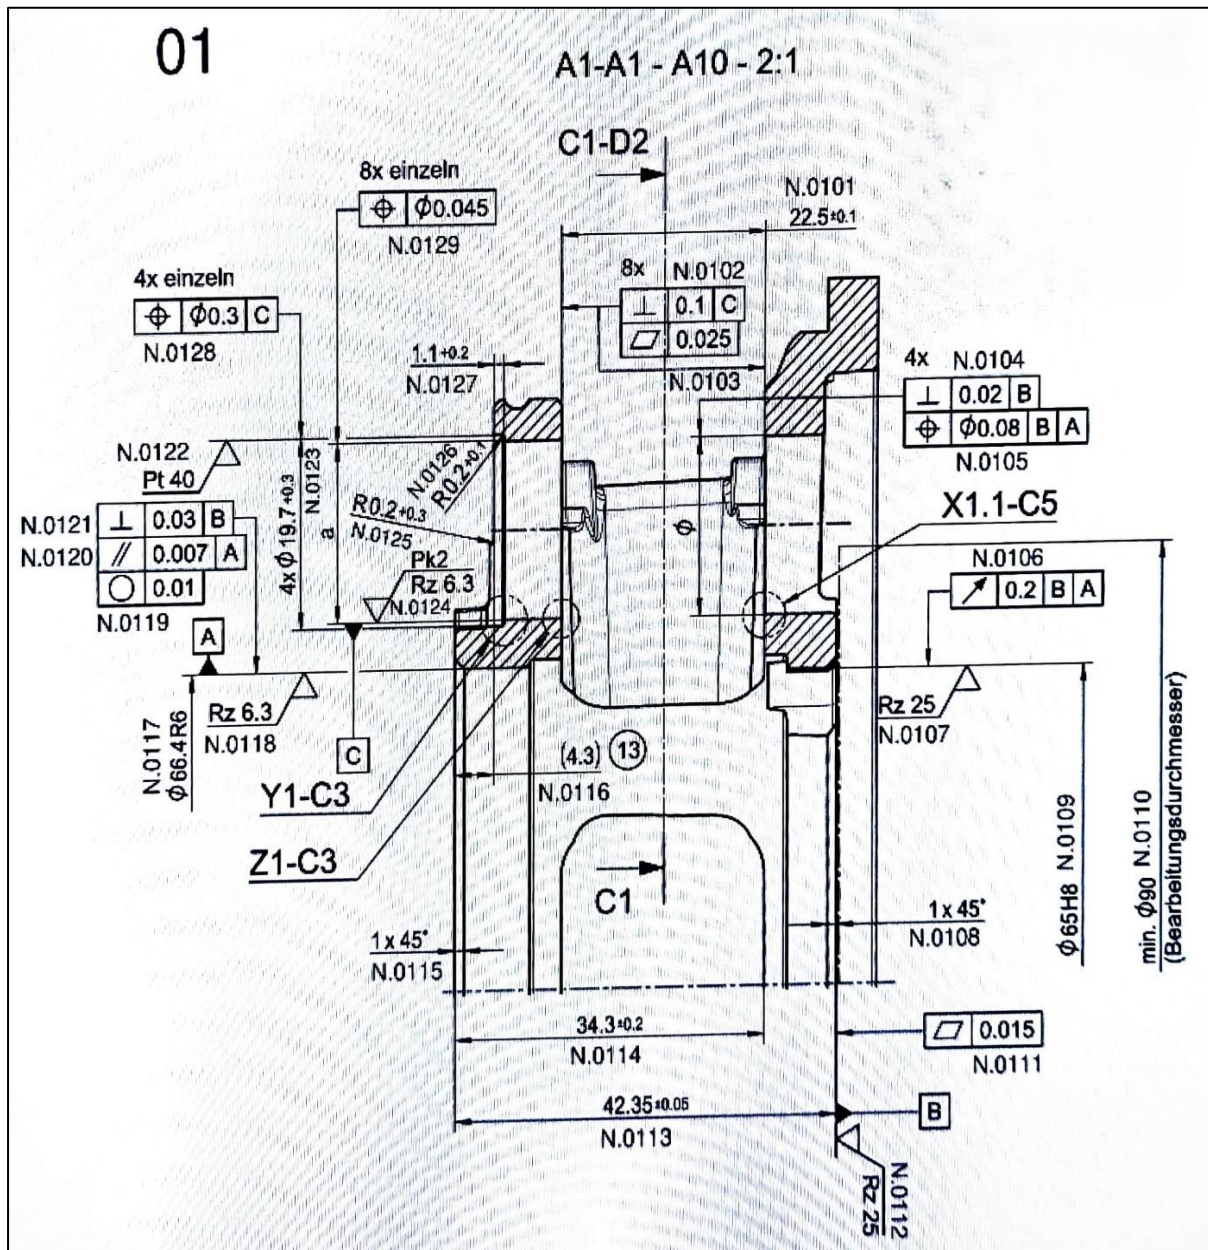 01
A1-A1 - A10 - 2:1
C1-D2
8x einzeln
⌖ ϕ0.045
N.0129
N.0101
22.5±0.1
4x einzeln
⌖ ϕ0.3 C
N.0128
8x N.0102
⊥ 0.1 C
⏥ 0.025
N.0103
1.1+0.2
N.0127
4x N.0104
⊥ 0.02 B
⌖ ϕ0.08 B A
N.0105
N.0122
Pt 40
N.0123
4xϕ19.7+0.3
a
N.0126
R0.2+0.1
R0.2+0.3
N.0125
ϕ
X1.1-C5
N.0121 ⊥ 0.03 B
N.0120 ⫽ 0.007 A
○ 0.01
N.0119
Pk2
Rz 6.3
N.0124
N.0106
↗ 0.2 B A
A
Rz 6.3
N.0118
C
Rz 25
N.0107
N.0117
ϕ66.4R6
(4.3) 13
N.0116
Y1-C3
Z1-C3
C1
ϕ65H8 N.0109
min. ϕ90 N.0110
(Bearbeitungsdurchmesser)
1 x 45°
N.0108
1 x 45°
N.0115
34.3±0.2
N.0114
⏥ 0.015
N.0111
42.35±0.05
N.0113
B
N.0112
Rz 25